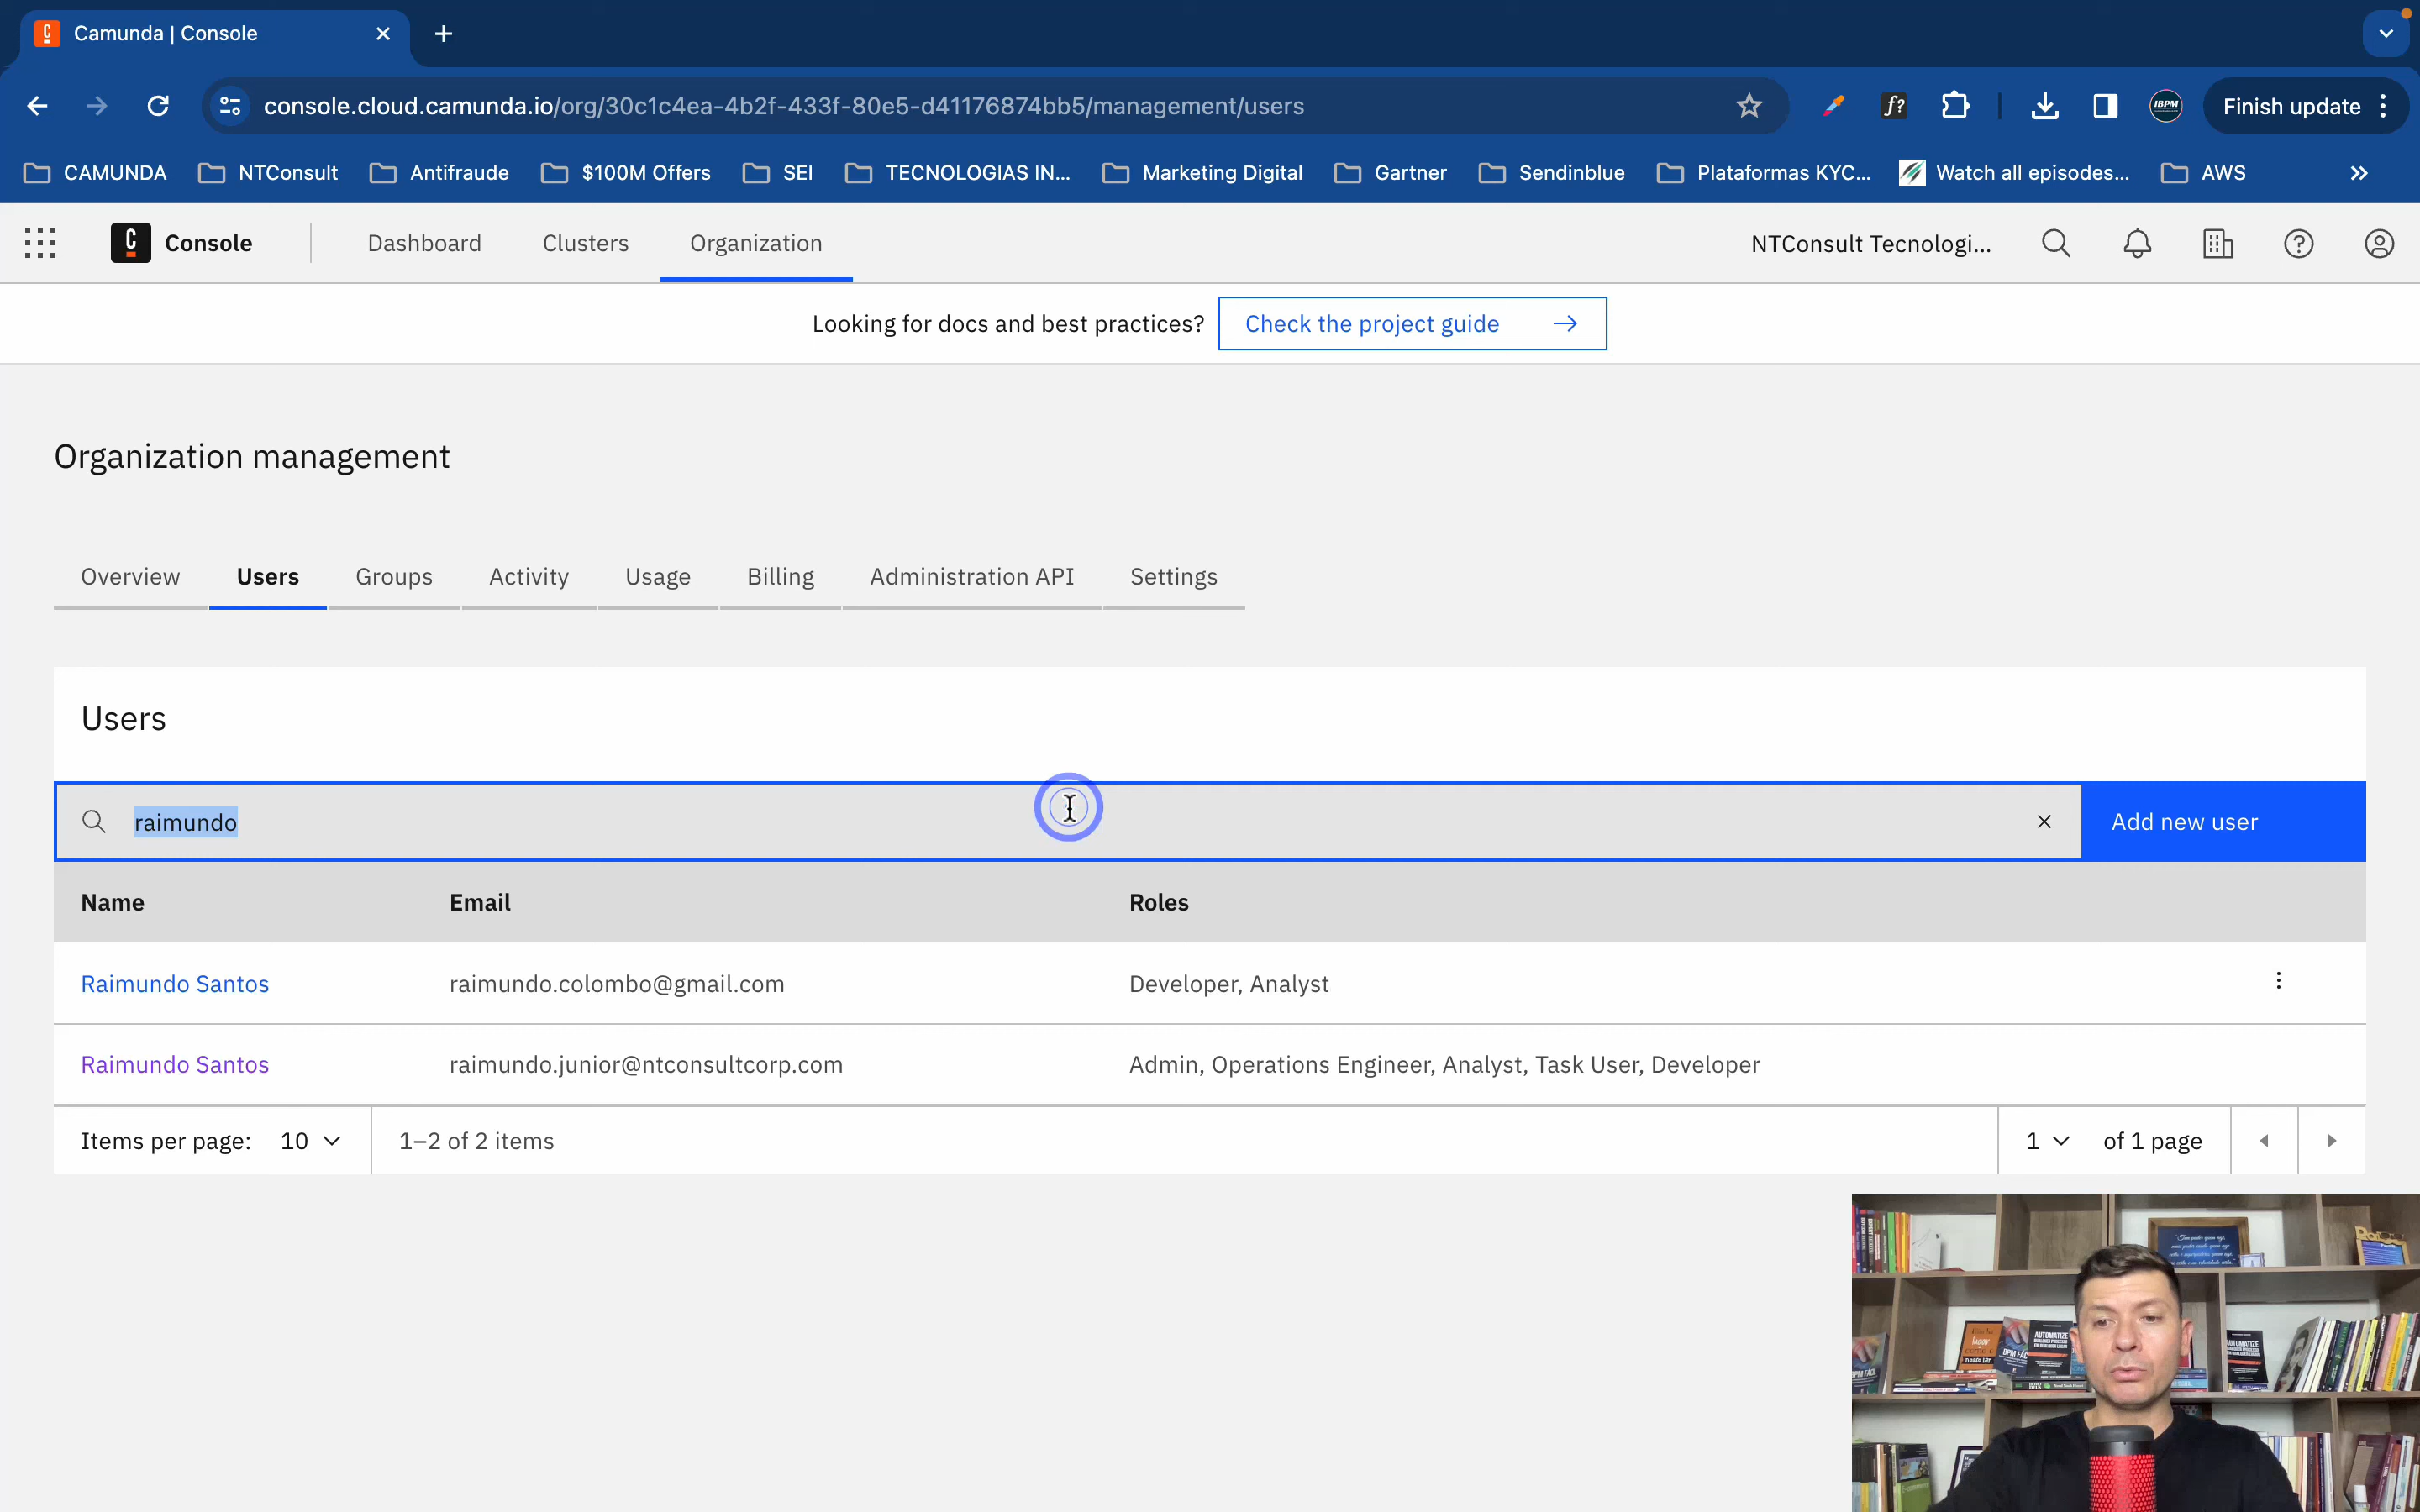 Camunda | Console
console.cloud.camunda.io/org/30c1c4ea-4b2f-433f-80e5-d41176874bb5/management/users
f?
IBPM
Finish update
CAMUNDA
NTConsult
Antifraude
$100M Offers
SEI
TECNOLOGIAS IN...
Marketing Digital
Gartner
Sendinblue
Plataformas KYC...
Watch all episodes...
AWS
Console
Dashboard
Clusters
Organization
NTConsult Tecnologi...
Looking for docs and best practices?
Check the project guide
Organization management
Overview
Users
Groups
Activity
Usage
Billing
Administration API
Settings
Users
raimundo
Add new user
Name Email Roles
Raimundo Santos raimundo.colombo@gmail.com Developer, Analyst
Raimundo Santos raimundo.junior@ntconsultcorp.com Admin, Operations Engineer, Analyst, Task User, Developer
Items per page: 10
1–2 of 2 items
1
of 1 page
AUTOMATIZE
BPM FÁCIL